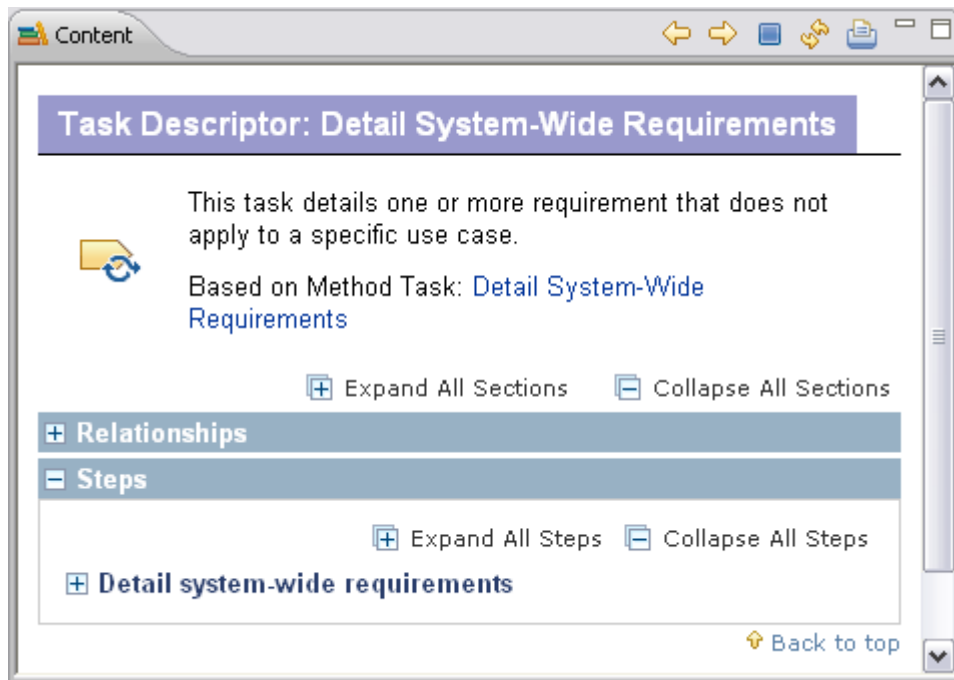 Content
Task Descriptor: Detail System-Wide Requirements
This task details one or more requirement that does not
apply to a specific use case.
Based on Method Task: Detail System-Wide
Requirements
Expand All Sections Collapse All Sections
Relationships
Steps
Expand All Steps Collapse All Steps
Detail system-wide requirements
Back to top